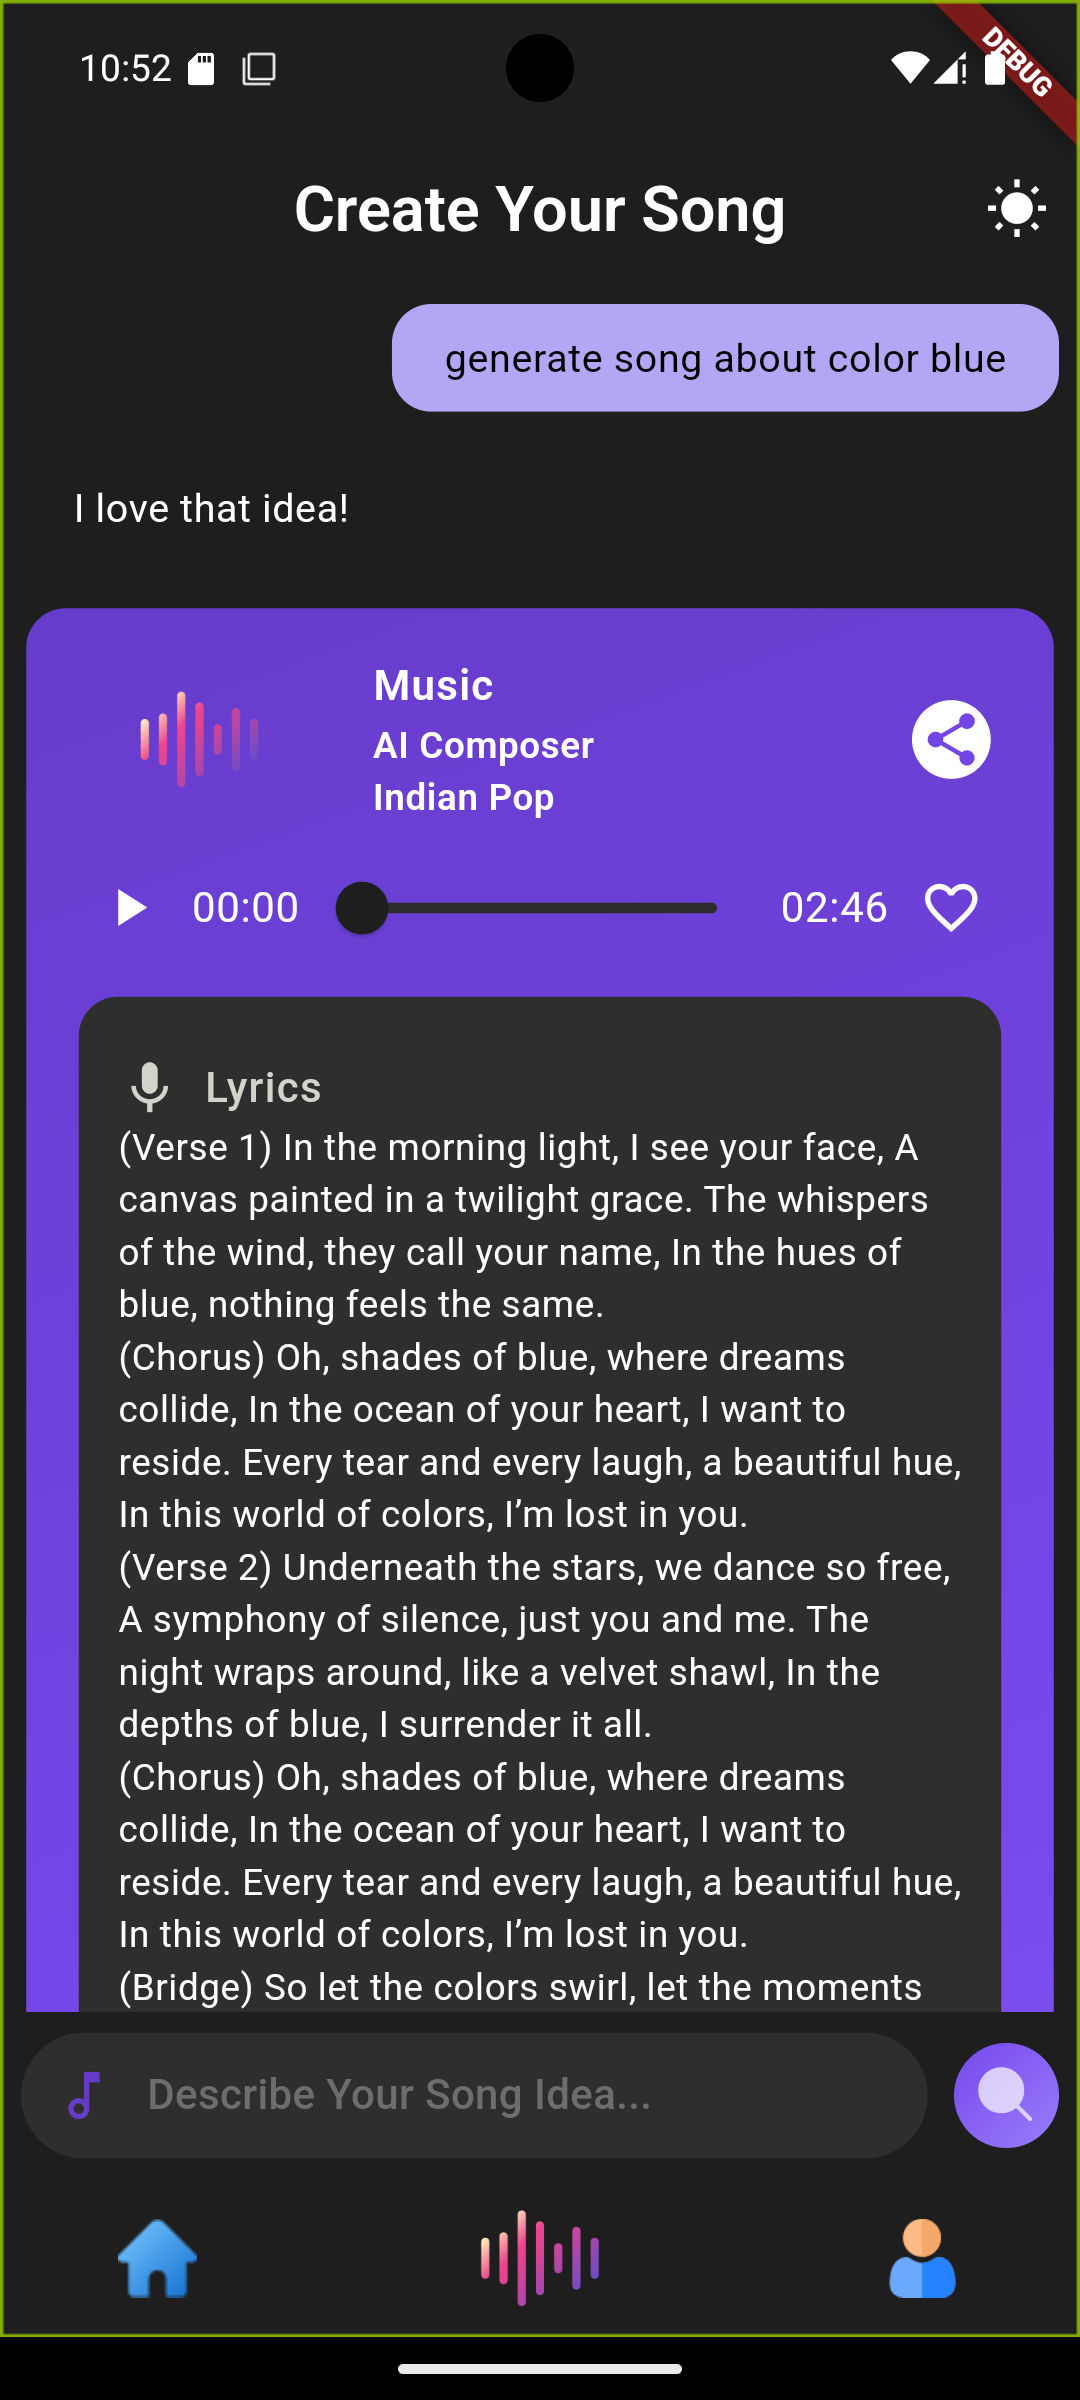 10:52
DEBUG
Create Your Song
generate song about color blue
I love that idea!
Music
AI Composer
Indian Pop
00:00
02:46
Lyrics
(Verse 1) In the morning light, I see your face, A
canvas painted in a twilight grace. The whispers
of the wind, they call your name, In the hues of
blue, nothing feels the same.
(Chorus) Oh, shades of blue, where dreams
collide, In the ocean of your heart, I want to
reside. Every tear and every laugh, a beautiful hue,
In this world of colors, I’m lost in you.
(Verse 2) Underneath the stars, we dance so free,
A symphony of silence, just you and me. The
night wraps around, like a velvet shawl, In the
depths of blue, I surrender it all.
(Chorus) Oh, shades of blue, where dreams
collide, In the ocean of your heart, I want to
reside. Every tear and every laugh, a beautiful hue,
In this world of colors, I’m lost in you.
(Bridge) So let the colors swirl, let the moments
Describe Your Song Idea...